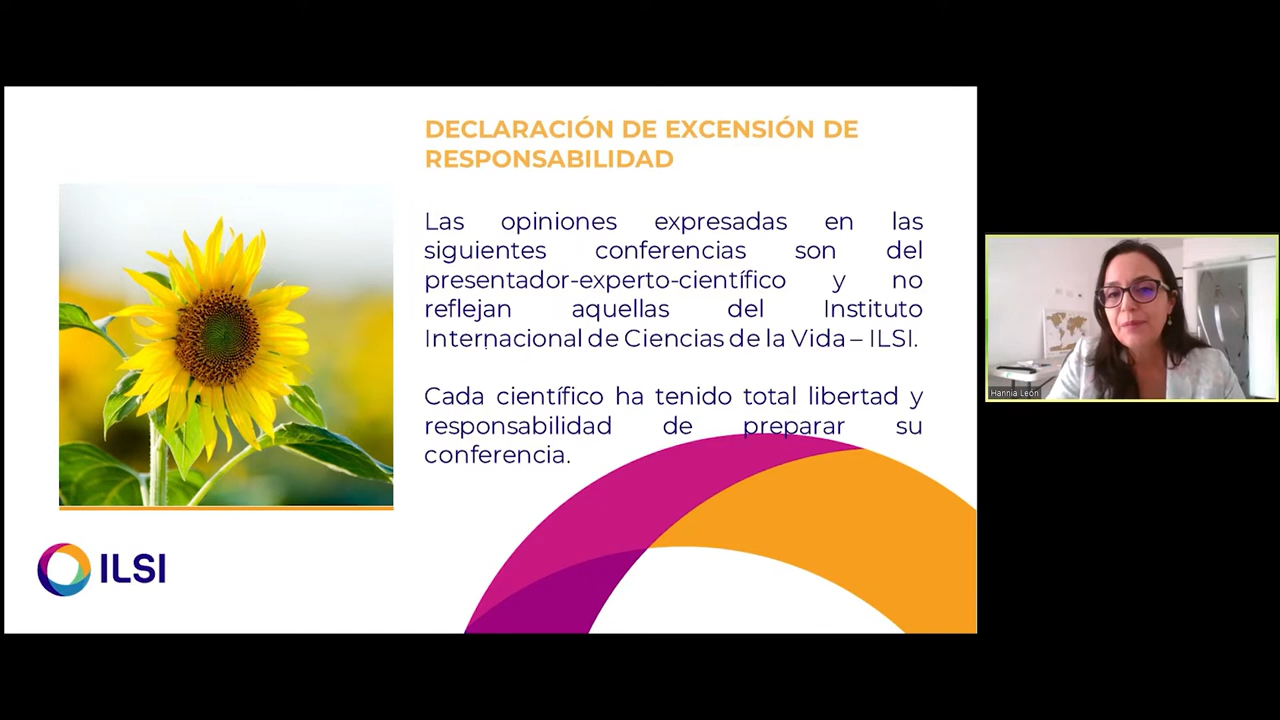 DECLARACIÓN DE EXCENSIÓN DE
RESPONSABILIDAD
Las opiniones expresadas en las
siguientes conferencias son del
presentador-experto-científico y no
reflejan aquellas del Instituto
Internacional de Ciencias de la Vida – ILSI.
Cada científico ha tenido total libertad y
responsabilidad de preparar su
conferencia.
ILSI
Hannia León